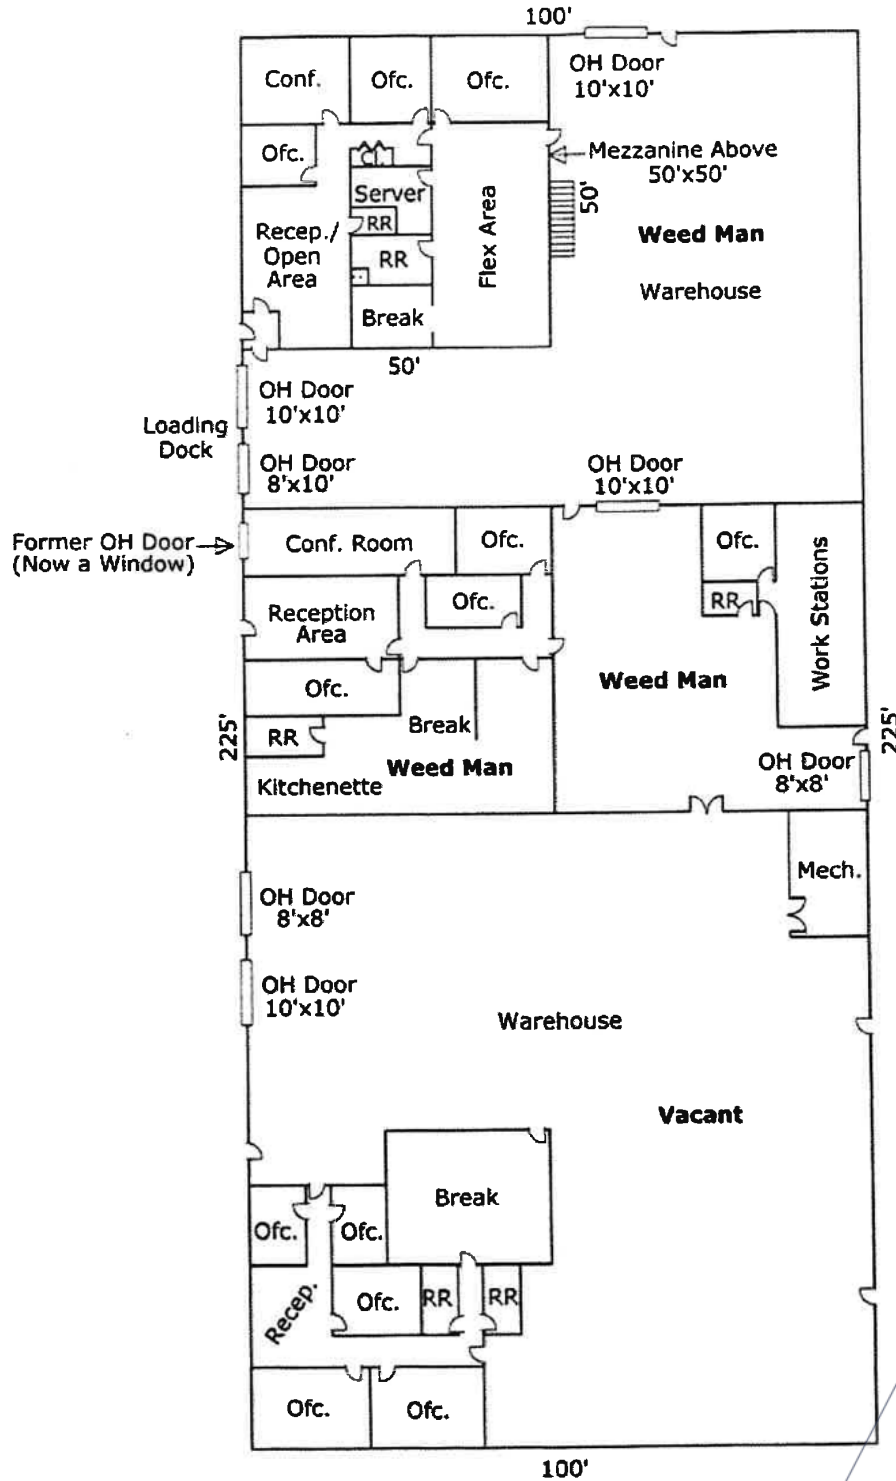 100'
OH Door
10'x10'
Conf.
Ofc.
Ofc.
Ofc.
Mezzanine Above
50'x50'
Cl.
Server
RR
RR
Recep./
Open
Area
Flex Area
50'
Weed Man
Warehouse
Break
50'
OH Door
10'x10'
Loading
Dock
OH Door
8'x10'
OH Door
10'x10'
Former OH Door
(Now a Window)
Conf. Room
Ofc.
Ofc.
Work Stations
Reception
Area
Ofc.
RR
Weed Man
Ofc.
Break
RR
Weed Man
Kitchenette
225'
225'
OH Door
8'x8'
Mech.
OH Door
8'x8'
OH Door
10'x10'
Warehouse
Vacant
Break
Ofc.
Ofc.
Recep.
Ofc.
RR
RR
Ofc.
Ofc.
100'